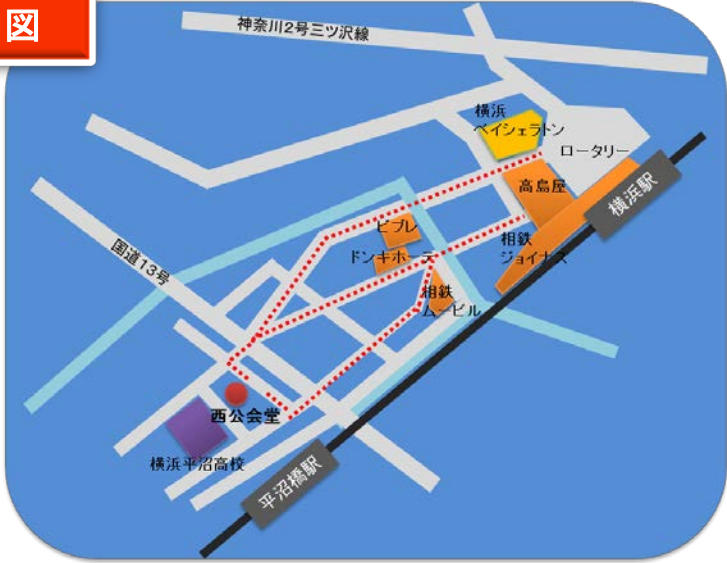 図
神奈川2号三ツ沢線
横浜
ベイシェラトン
ロータリー
高島屋
横浜駅
ビブレ
ドンキホーテ
相鉄
ジョイナス
国道13号
相鉄
ムービル
西公会堂
横浜平沼高校
平沼橋駅